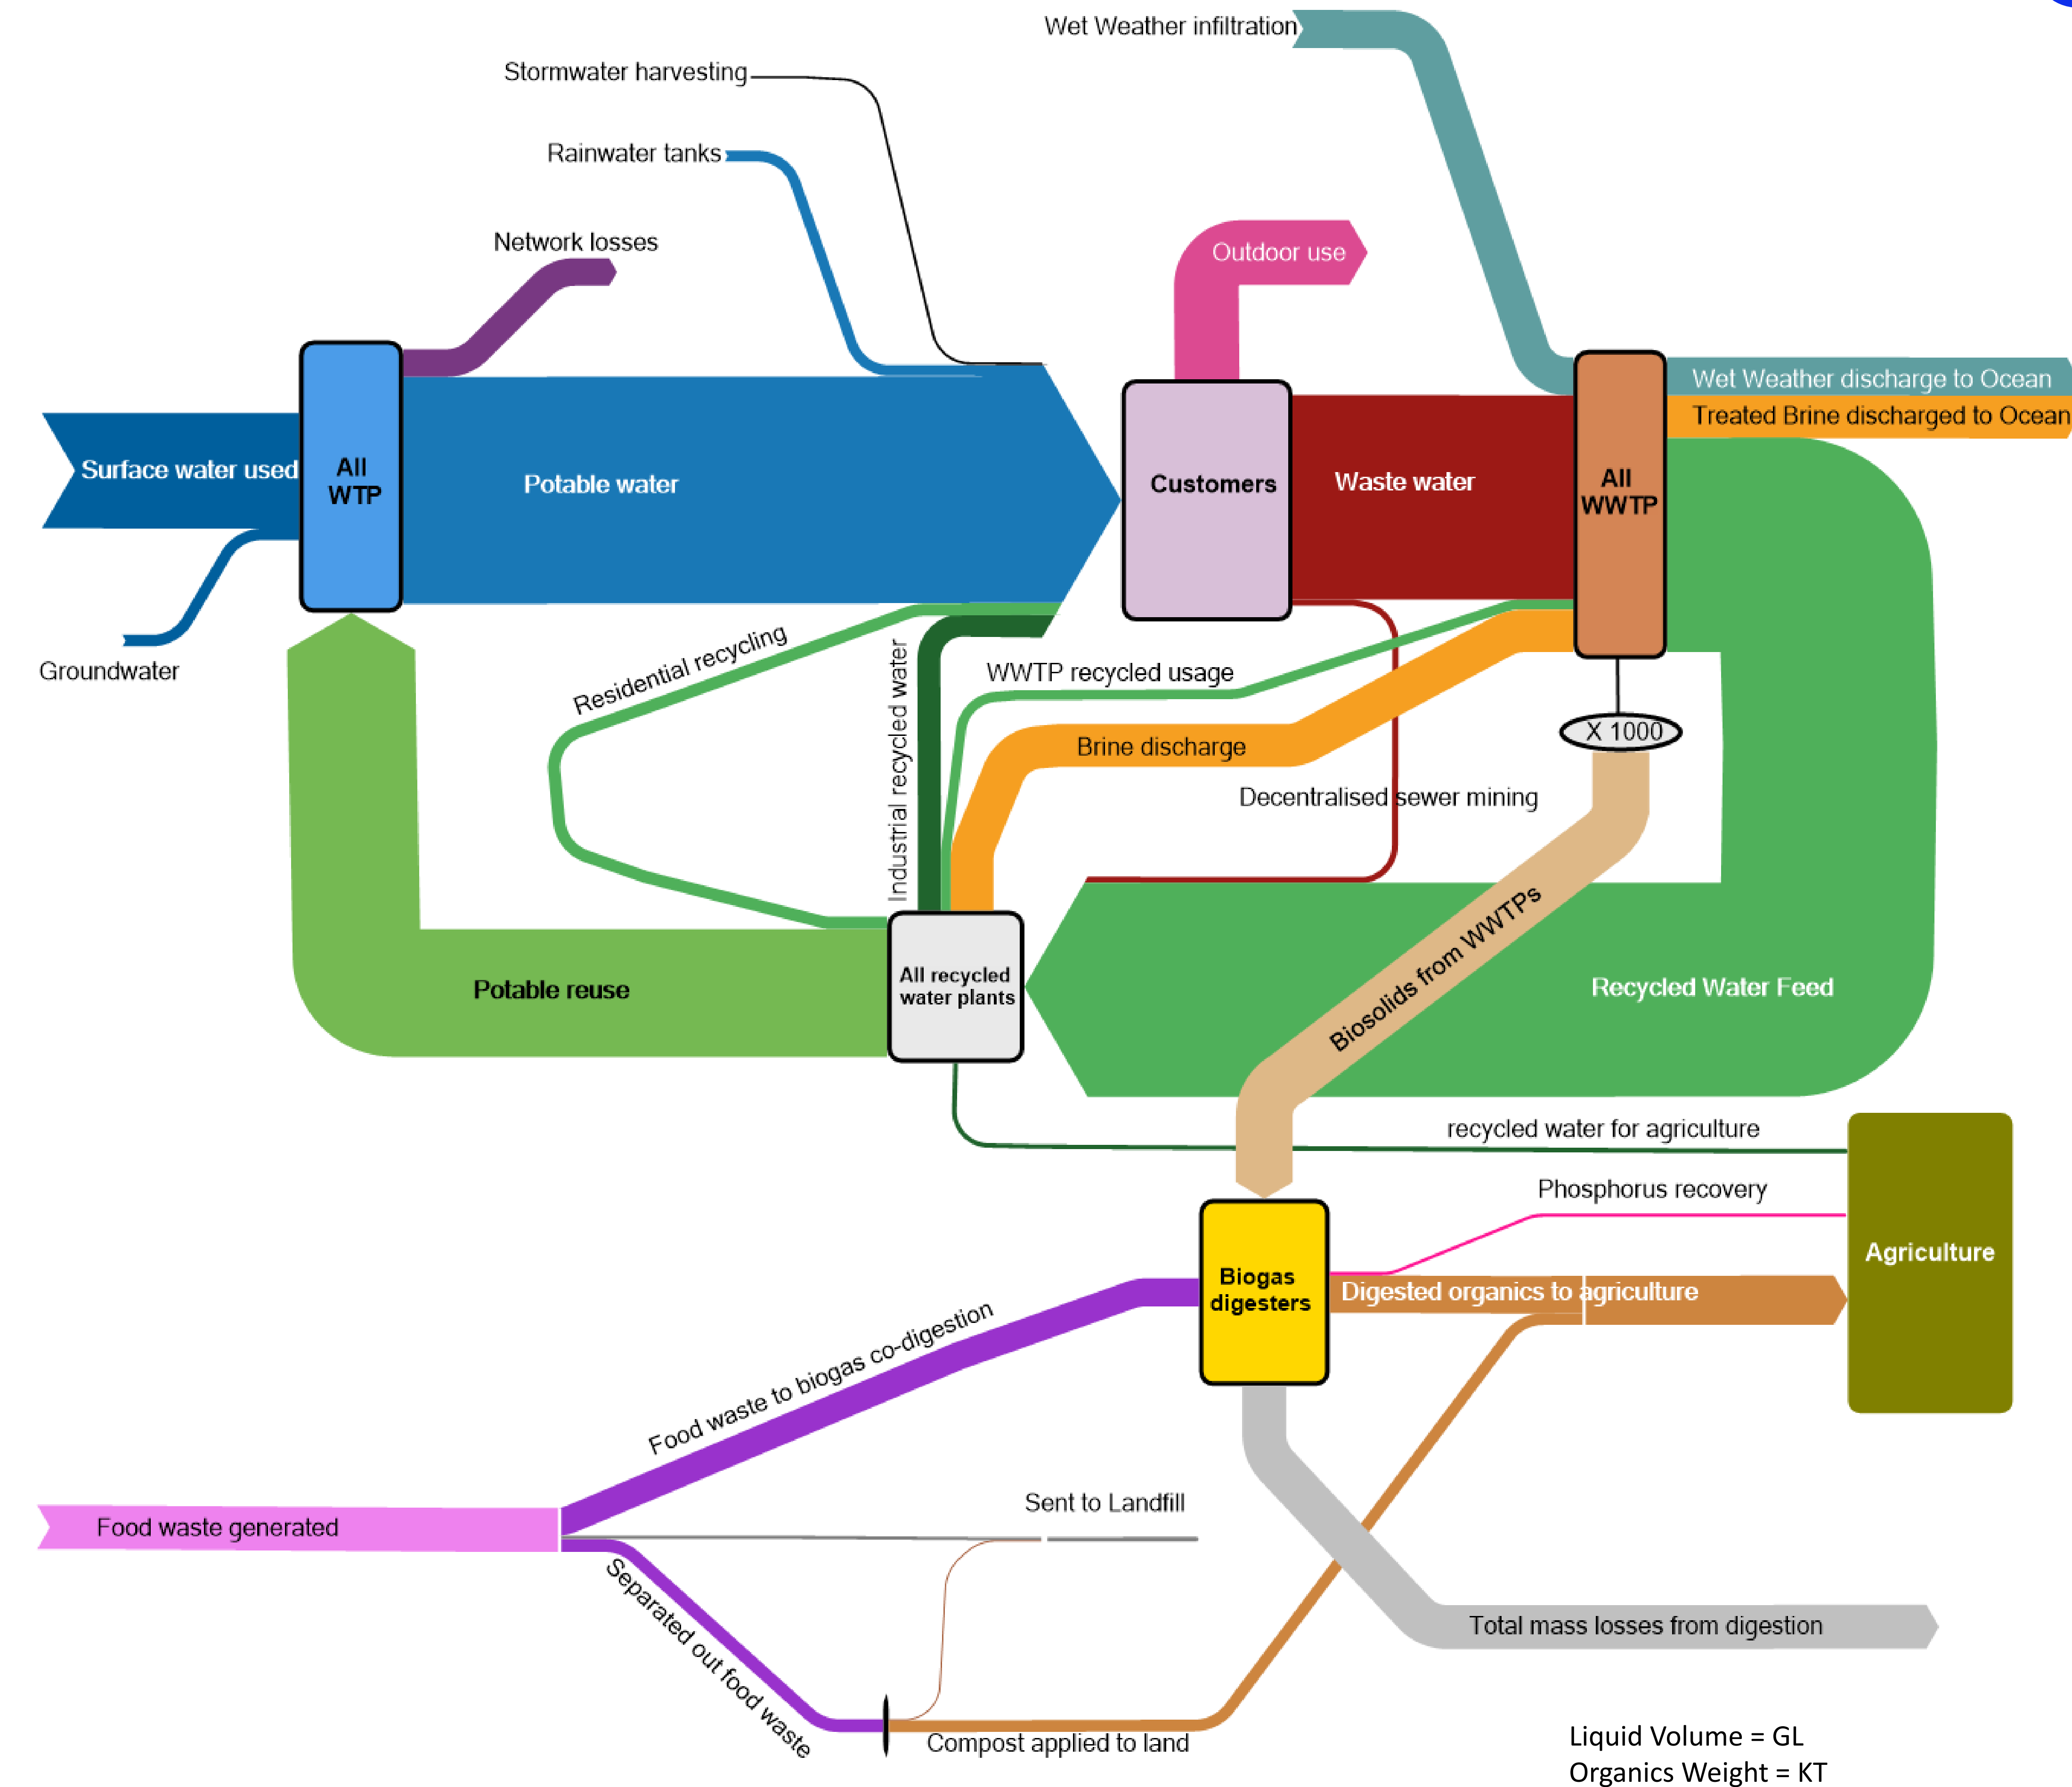 Wet Weather infiltration
Stormwater harvesting
Rainwater tanks
Network losses
Outdoor use
Wet Weather discharge to Ocean
Treated Brine discharged to Ocean
Surface water used
All
WTP
Potable water
Customers
Waste water
All
WWTP
Groundwater
Residential recycling
Industrial recycled water
WWTP recycled usage
X 1000
Brine discharge
Decentralised sewer mining
Biosolids from WWTPs
All recycled
water plants
Potable reuse
Recycled Water Feed
recycled water for agriculture
Phosphorus recovery
Agriculture
Biogas
digesters
Digested organics to agriculture
Food waste to biogas co-digestion
Sent to Landfill
Food waste generated
Separated out food waste
Total mass losses from digestion
Compost applied to land
Liquid Volume = GL
Organics Weight = KT